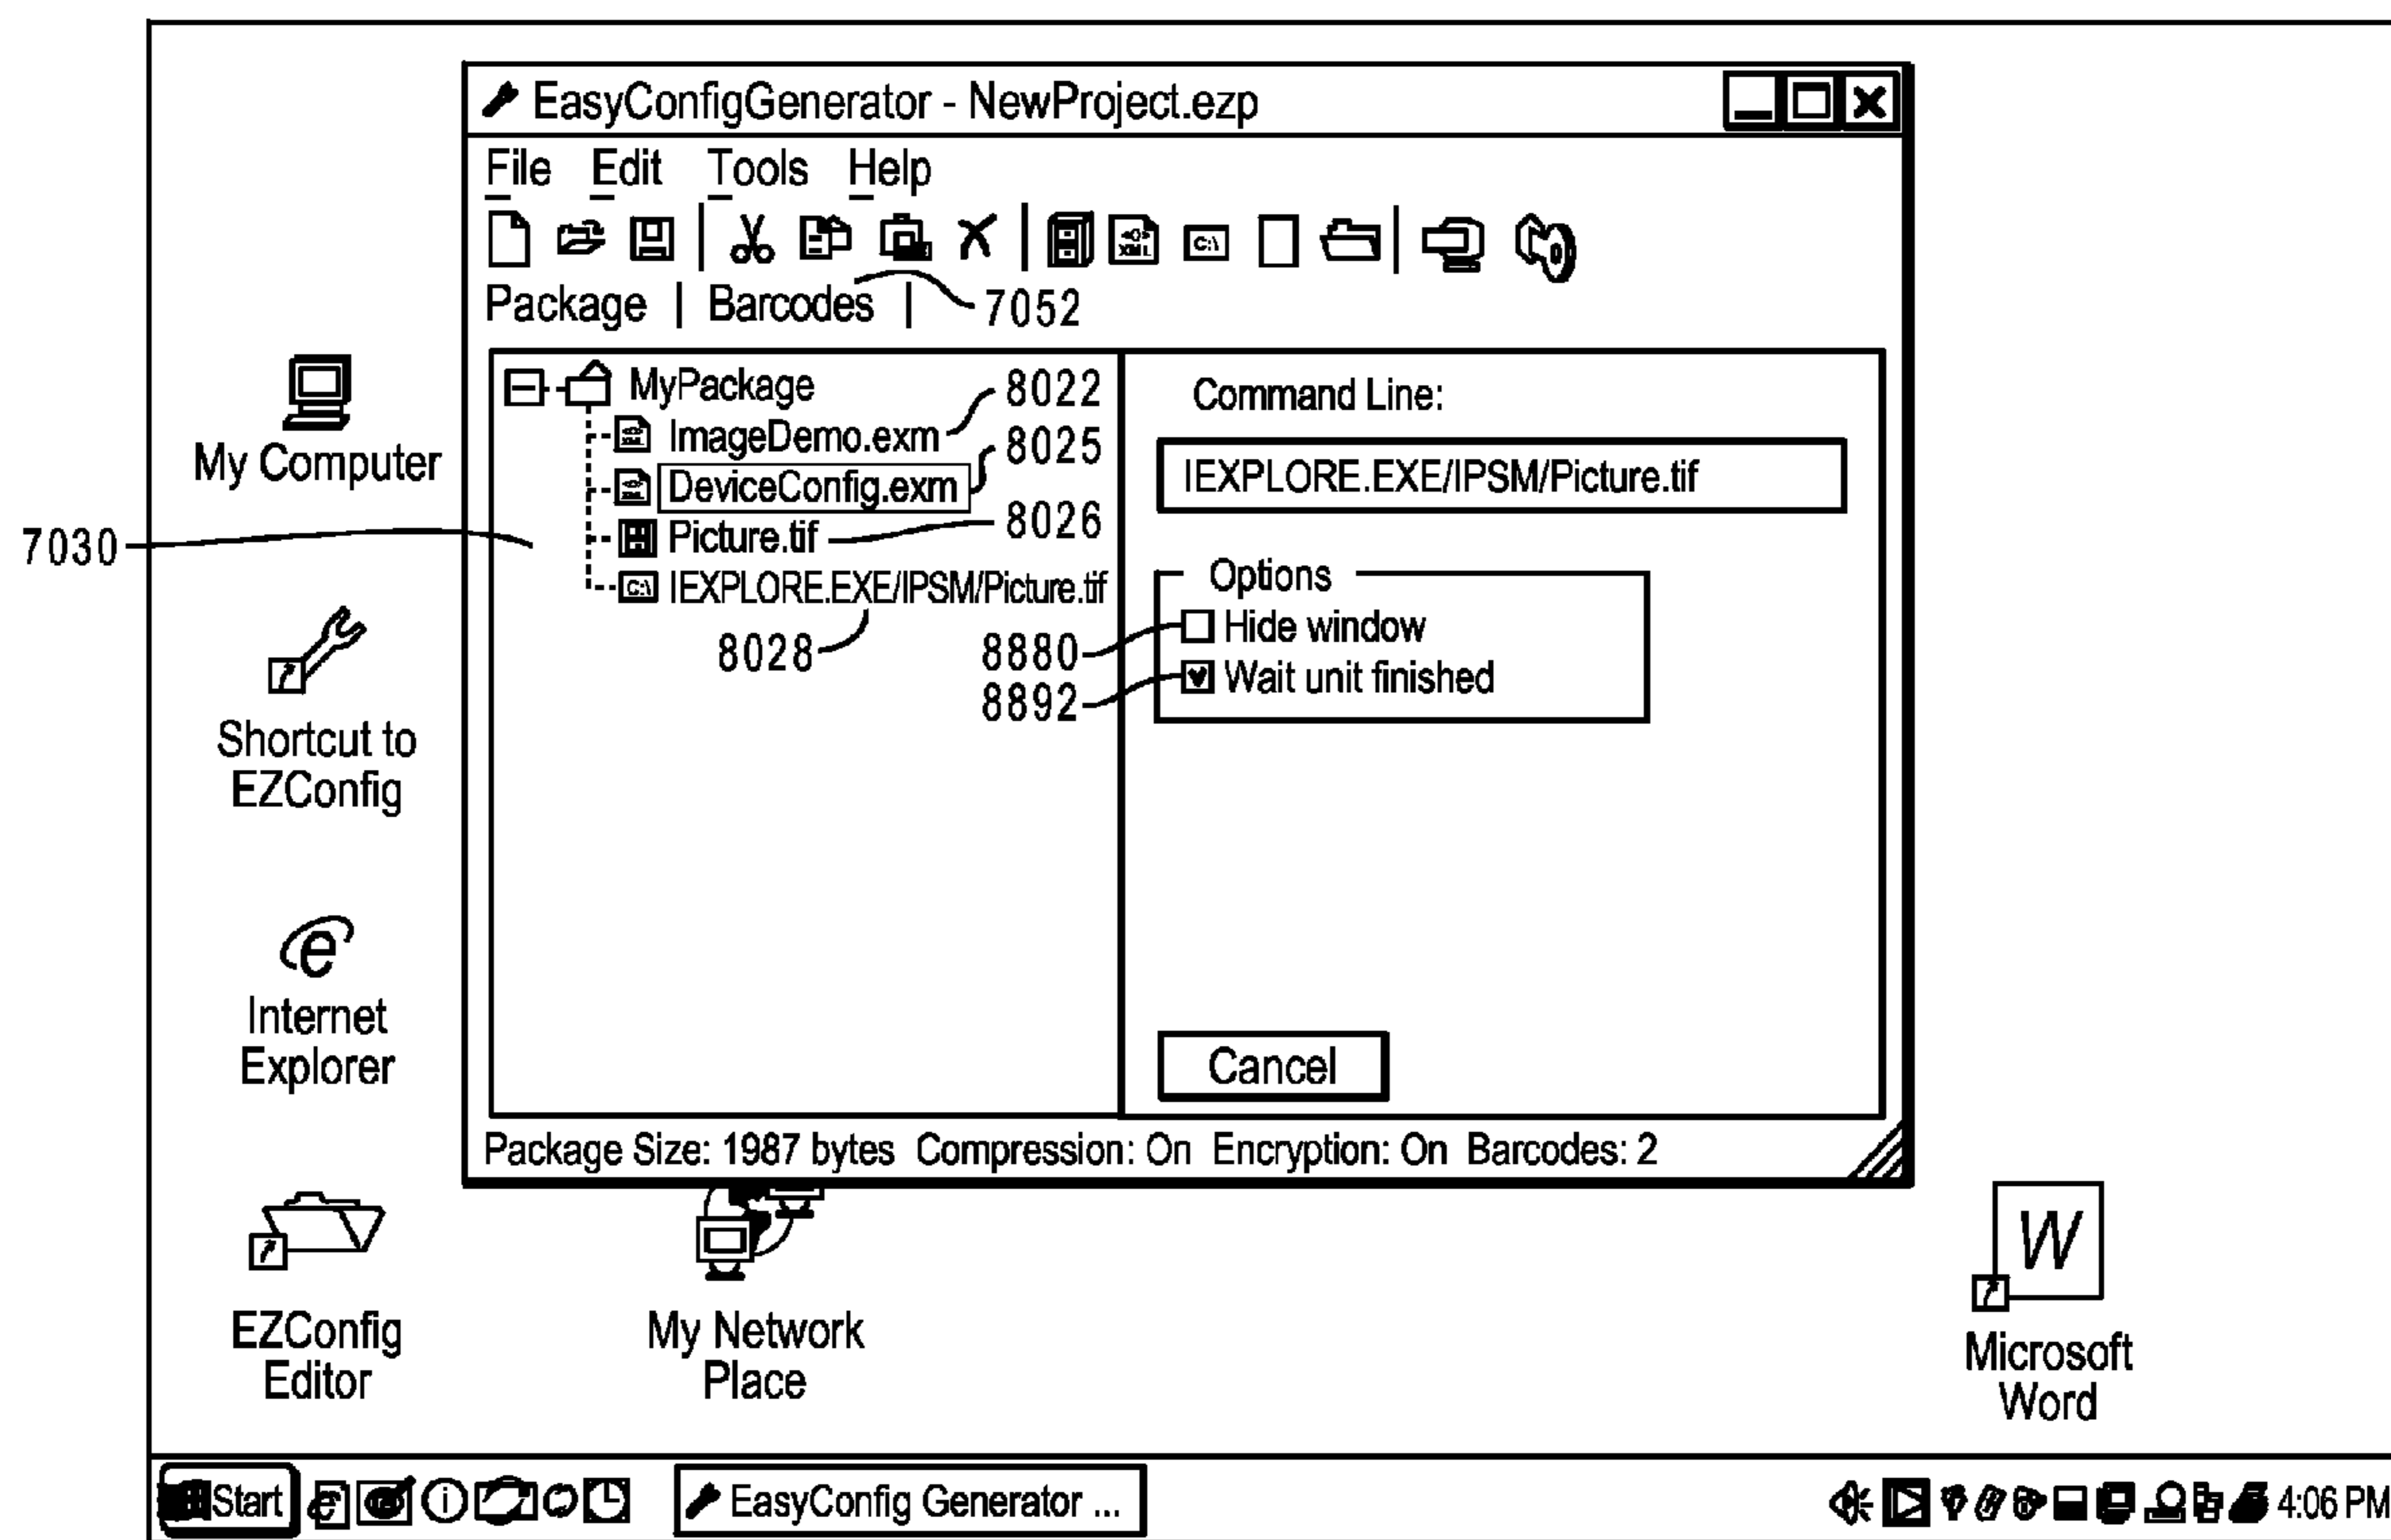 EasyConfigGenerator - NewProject.ezp
File Edit Tools Help
XML C:\
Package | Barcodes |
7052
MyPackage
8022
ImageDemo.exm
8025
DeviceConfig.exm
8026
Picture.tif
IEXPLORE.EXE/IPSM/Picture.tif
8028
7030
Command Line:
IEXPLORE.EXE/IPSM/Picture.tif
Options
8880
Hide window
8892
Wait unit finished
Cancel
Package Size: 1987 bytes Compression: On Encryption: On Barcodes: 2
My Computer
Shortcut to
EZConfig
Internet
Explorer
EZConfig
Editor
My Network
Place
W
Microsoft
Word
Start
EasyConfig Generator ...
4:06 PM